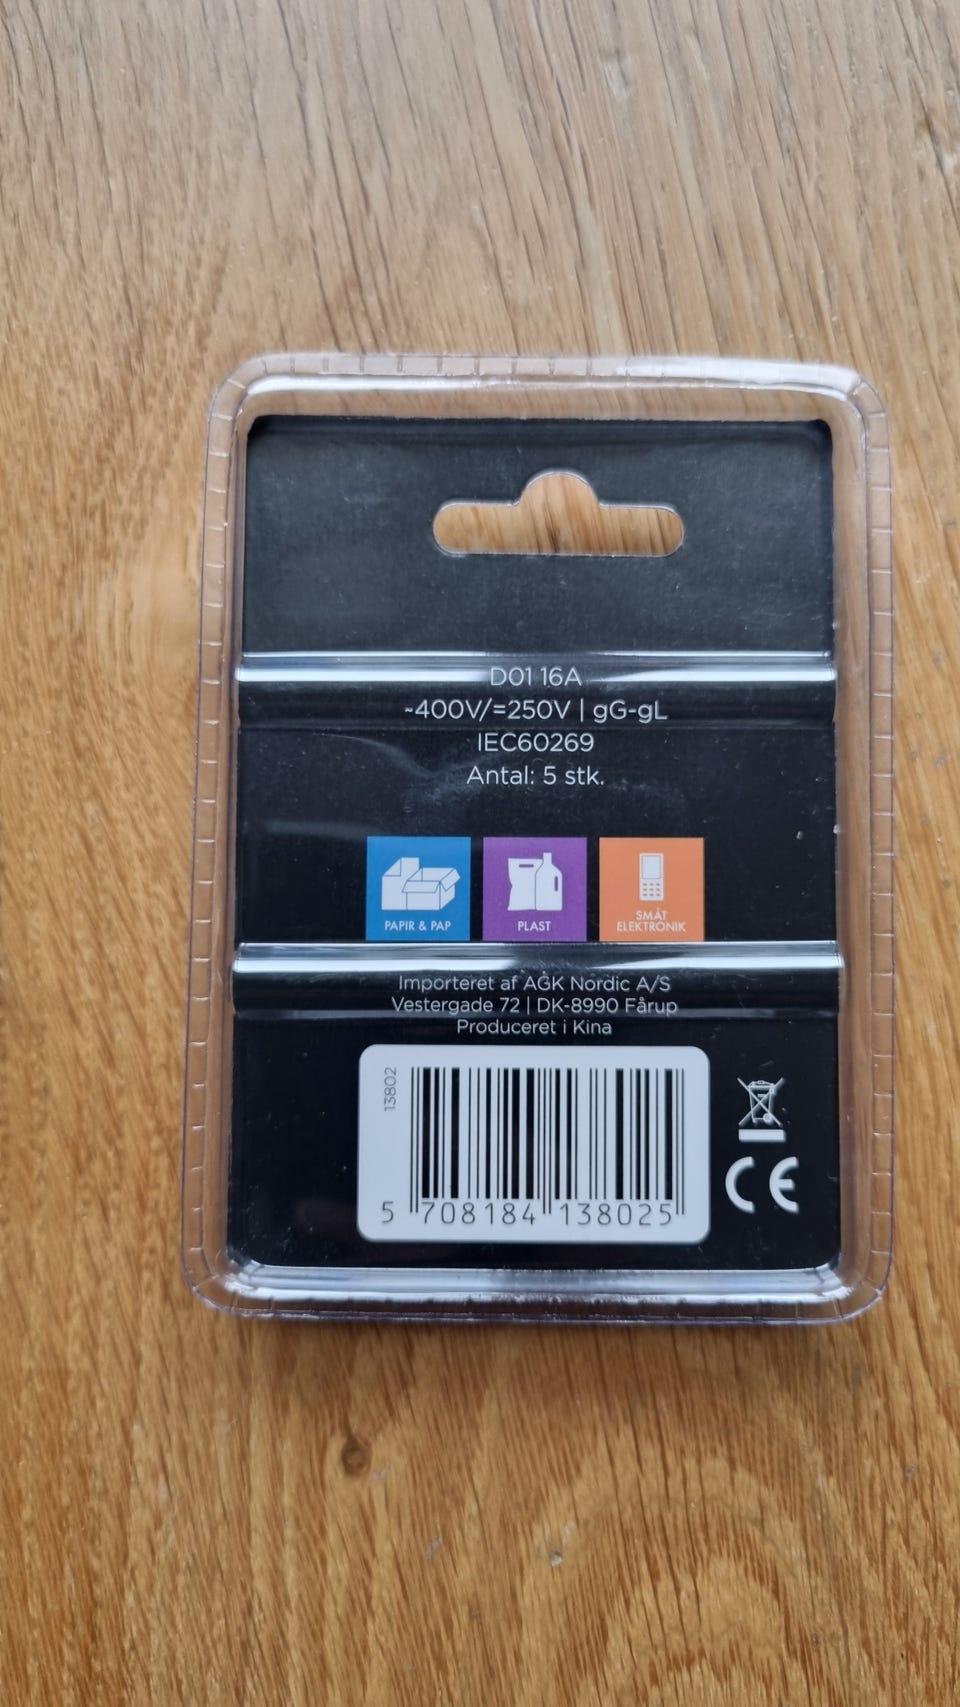 D01 16A
~400V/=250V | gG-gL
IEC60269
Antal: 5 stk.
PAPIR & PAP
PLAST
SMÅT
ELEKTRONIK
Importeret af AGK Nordic A/S
Vestergade 72 | DK-8990 Fårup
Produceret i Kina
13802
5 708184 138025
CE